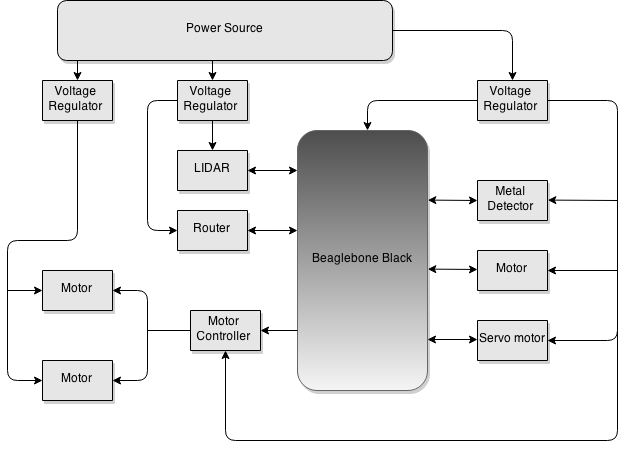 Power Source
Voltage
Regulator
Voltage
Regulator
Voltage
Regulator
LIDAR
Router
Beaglebone Black
Metal
Detector
Motor
Servo motor
Motor
Motor
Controller
Motor